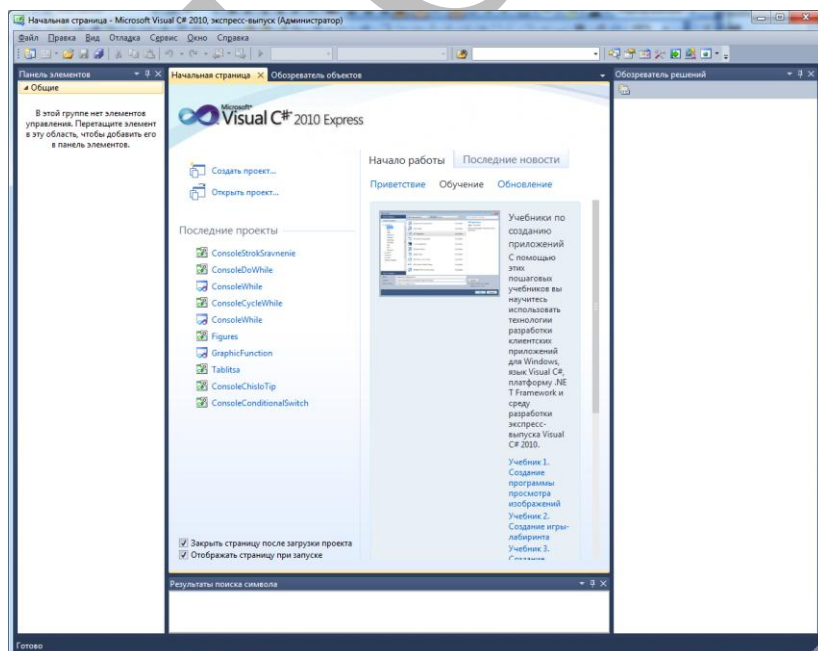 Начальная страница - Microsoft Visual C# 2010, экспресс-выпуск (Администратор)
Файл Правка Вид Отладка Сервис Окно Справка
Панель элементов
Общие
В этой группе нет элементов
управления. Перетащите элемент
в эту область, чтобы добавить его
в панель элементов.
Начальная страница Обозреватель объектов
Microsoft®
Visual C#® 2010 Express
Создать проект...
Открыть проект...
Последние проекты
ConsoleStrokSravnenie
ConsoleDoWhile
ConsoleWhile
ConsoleCycleWhile
ConsoleWhile
Figures
GraphicFunction
Tablitsa
ConsoleChisloTip
ConsoleConditionalSwitch
Закрыть страницу после загрузки проекта
Отображать страницу при запуске
Начало работы Последние новости
Приветствие Обучение Обновление
Учебники по
созданию
приложений
С помощью
этих
пошаговых
учебников вы
научитесь
использовать
технологии
разработки
клиентских
приложений
для Windows,
язык Visual C#,
платформу .NE
T Framework и
среду
разработки
экспресс-
выпуска Visual
C# 2010.
Учебник 1.
Создание
программы
просмотра
изображений
Учебник 2.
Создание игры-
лабиринта
Учебник 3.
Создание
Обозреватель решений
Результаты поиска символа
Готово